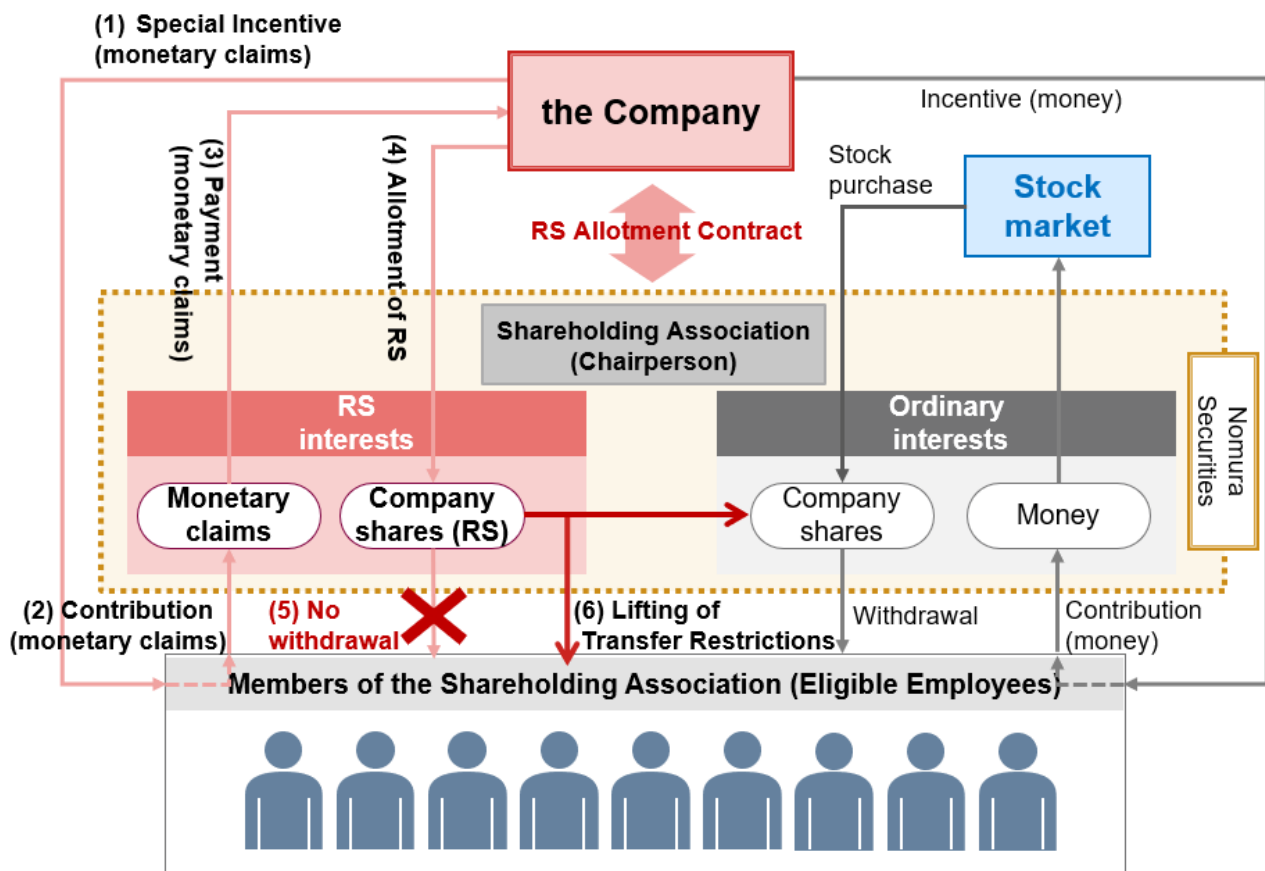 (1) Special Incentive
(monetary claims)
the Company
Incentive (money)
(3) Payment
(monetary claims)
(4) Allotment of RS
Stock
purchase
Stock
market
RS Allotment Contract
Shareholding Association
(Chairperson)
RS
interests
Ordinary
interests
Nomura
Securities
Monetary
claims
Company
shares (RS)
Company
shares
Money
(2) Contribution
(monetary claims)
(5) No
withdrawal
(6) Lifting of
Transfer Restrictions
Withdrawal
Contribution
(money)
Members of the Shareholding Association (Eligible Employees)